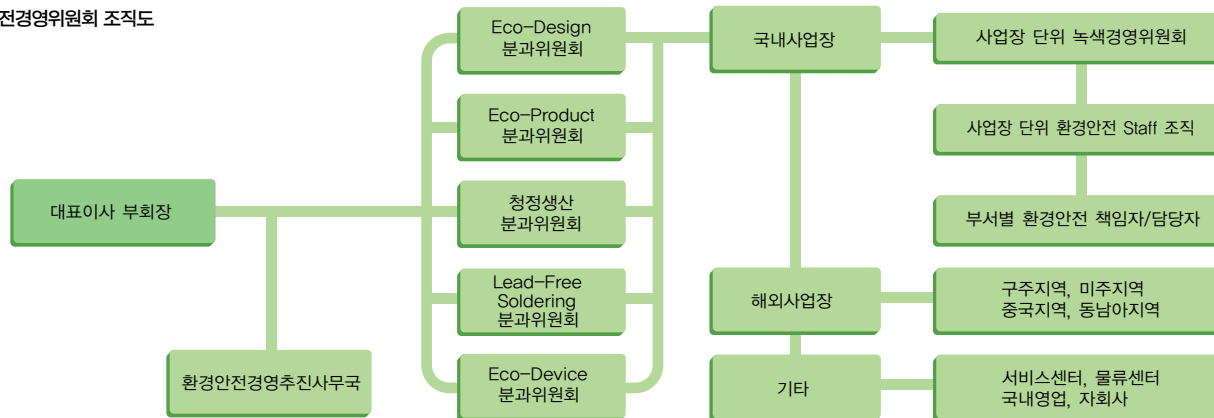 전경영위원회 조직도
대표이사 부회장
환경안전경영추진사무국
Eco-Design
분과위원회
Eco-Product
분과위원회
청정생산
분과위원회
Lead-Free
Soldering
분과위원회
Eco-Device
분과위원회
국내사업장
해외사업장
기타
사업장 단위 녹색경영위원회
사업장 단위 환경안전 Staff 조직
부서별 환경안전 책임자/담당자
구주지역, 미주지역
중국지역, 동남아지역
서비스센터, 물류센터
국내영업, 자회사